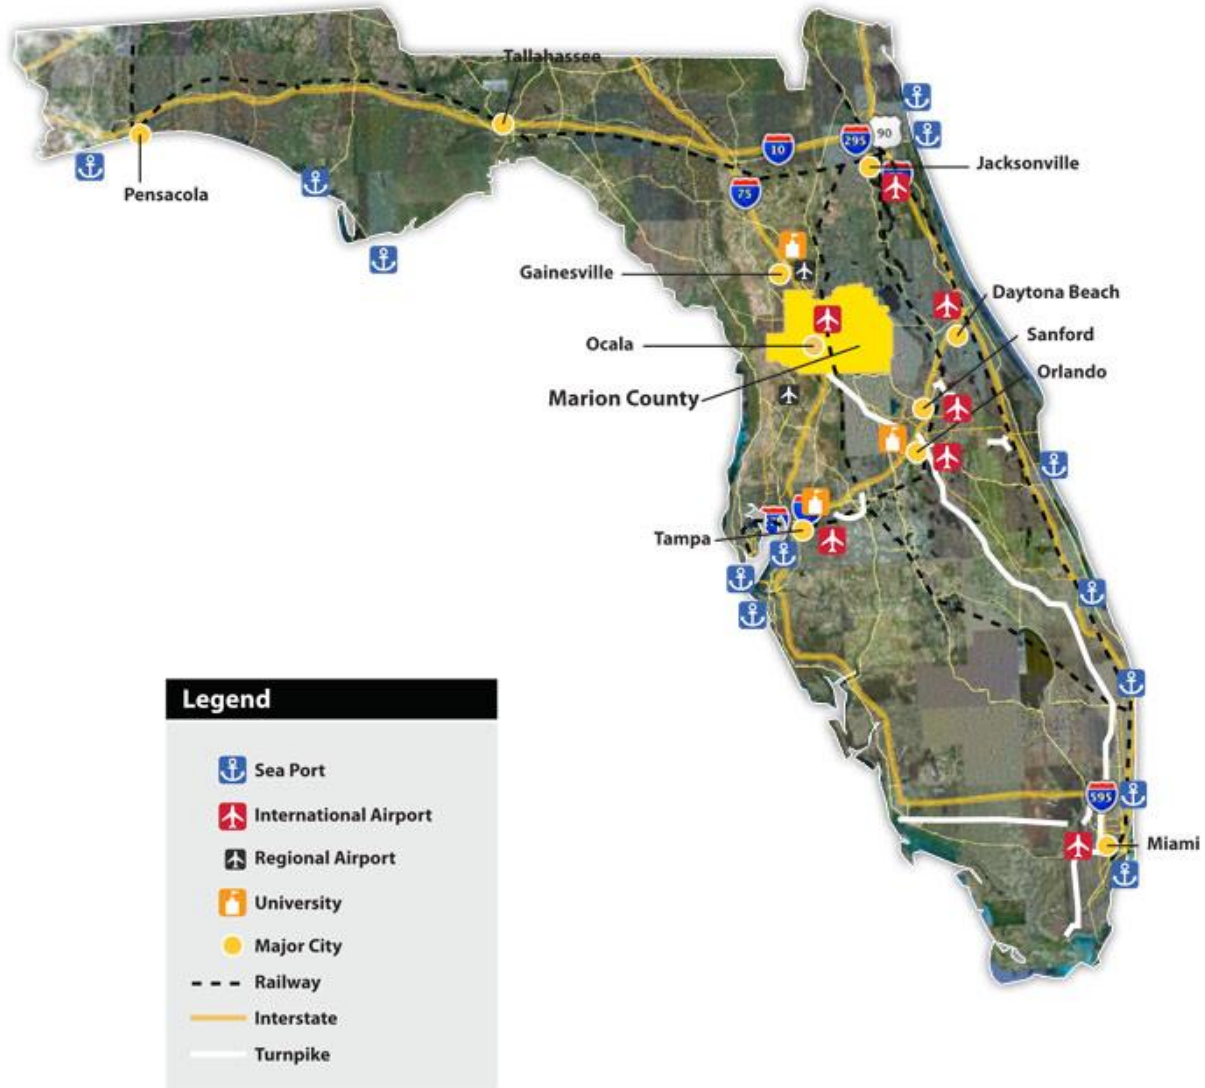 Tallahassee
90
295
10
Jacksonville
Pensacola
75
Gainesville
Daytona Beach
Sanford
Ocala
Orlando
Marion County
Tampa
Legend
Sea Port
International Airport
595
Regional Airport
Miami
University
Major City
Railway
Interstate
Turnpike